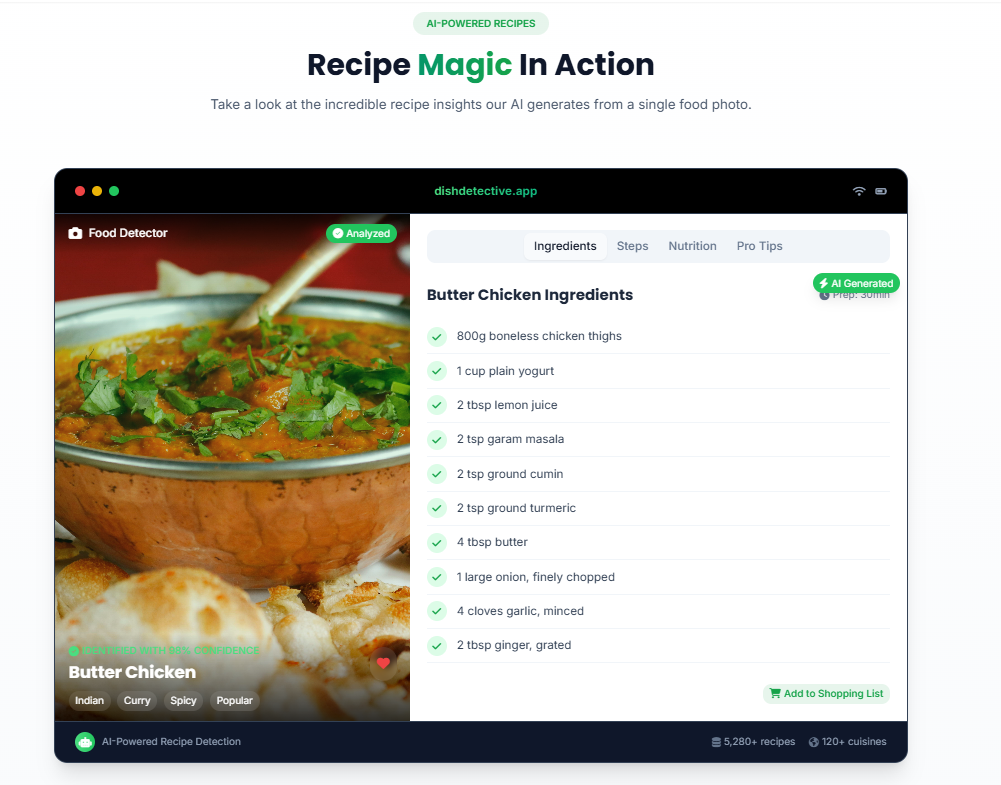 AI-POWERED RECIPES
Recipe Magic In Action
Take a look at the incredible recipe insights our AI generates from a single food photo.
dishdetective.app
Food Detector
Analyzed
Ingredients Steps Nutrition Pro Tips
AI Generated
Butter Chicken Ingredients
Prep: 30min
800g boneless chicken thighs
1 cup plain yogurt
2 tbsp lemon juice
2 tsp garam masala
2 tsp ground cumin
2 tsp ground turmeric
4 tbsp butter
1 large onion, finely chopped
4 cloves garlic, minced
2 tbsp ginger, grated
WITH CONFIDENCE
Butter Chicken
Indian Curry Spicy Popular
Add to Shopping List
AI-Powered Recipe Detection
5,280+ recipes 120+ cuisines